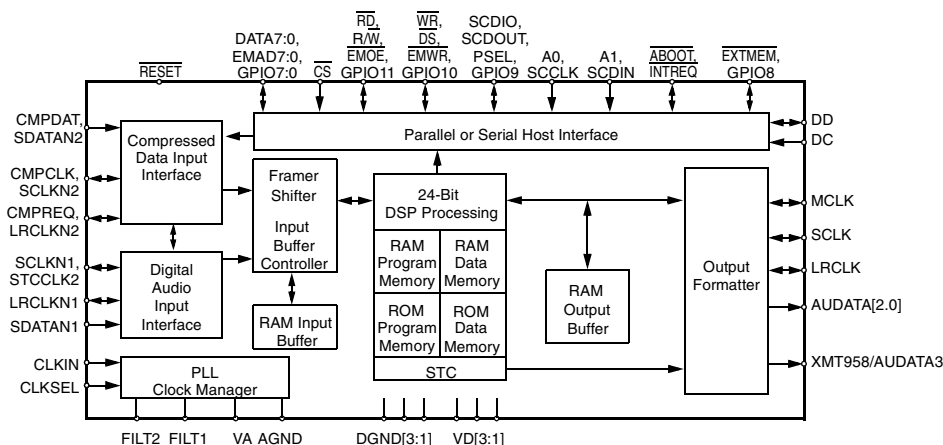 DATA7:0,
EMAD7:0,
GPIO7:0
RESET
CS
RD,
R/W,
EMOE,
GPIO11
WR,
DS,
EMWR,
GPIO10
SCDIO,
SCDOUT,
PSEL,
GPIO9
A0,
SCCLK
A1,
SCDIN
ABOOT,
INTREQ
EXTMEM,
GPIO8
CMPDAT,
SDATAN2
CMPCLK,
SCLKN2
CMPREQ,
LRCLKN2
SCLKN1,
STCCLK2
LRCLKN1
SDATAN1
CLKIN
CLKSEL
Compressed
Data Input
Interface
Digital
Audio
Input
Interface
Framer
Shifter
Input
Buffer
Controller
RAM Input
Buffer
PLL
Clock Manager
Parallel or Serial Host Interface
24-Bit
DSP Processing
RAM
Program
Memory
RAM
Data
Memory
ROM
Program
Memory
ROM
Data
Memory
STC
RAM
Output
Buffer
Output
Formatter
DD
DC
MCLK
SCLK
LRCLK
AUDATA[2.0]
XMT958/AUDATA3
FILT2 FILT1 VA AGND DGND[3:1] VD[3:1]